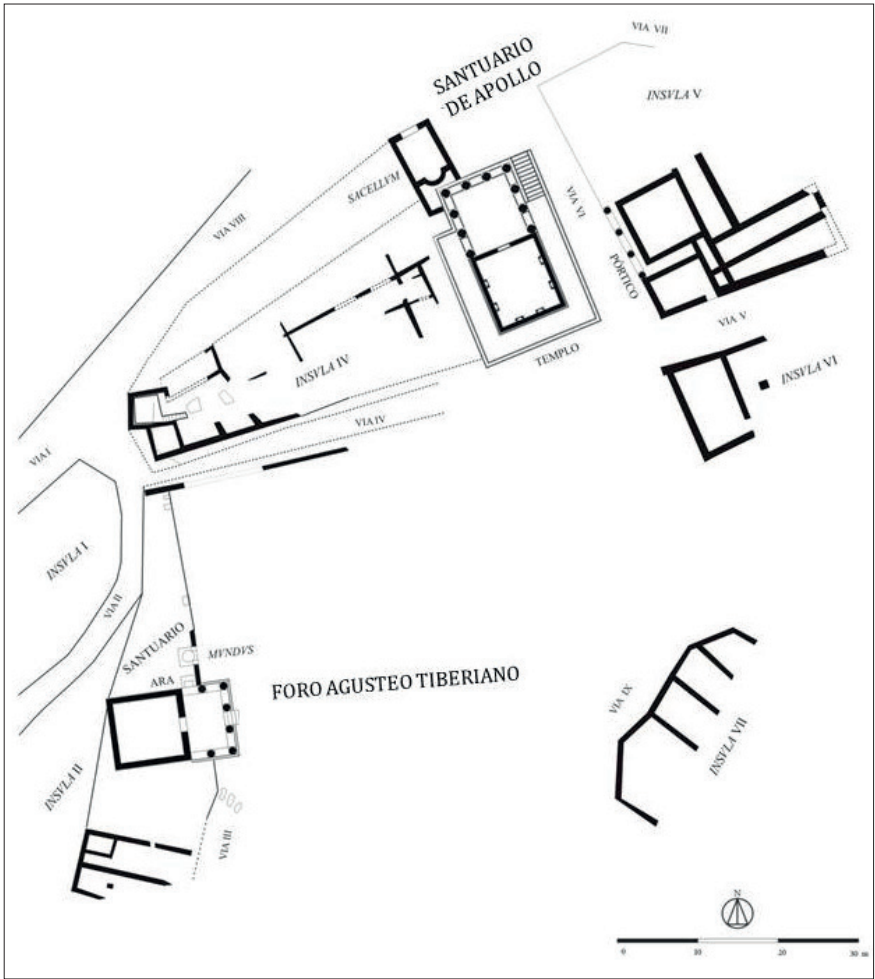 VIA VII
SANTUARIO
DE APOLLO
INSVLA V
SACELLVM
VIA VI
VIA VIII
PÓRTICO
VIA V
TEMPLO
INSVLA IV
INSVLA VI
VIA IV
VIA I
INSVLA I
VIA II
SANTUARIO
MVNDVS
ARA
FORO AGUSTEO TIBERIANO
VIA IX
INSVLA VII
INSVLA II
VIA III
N
0 10 20 30 m